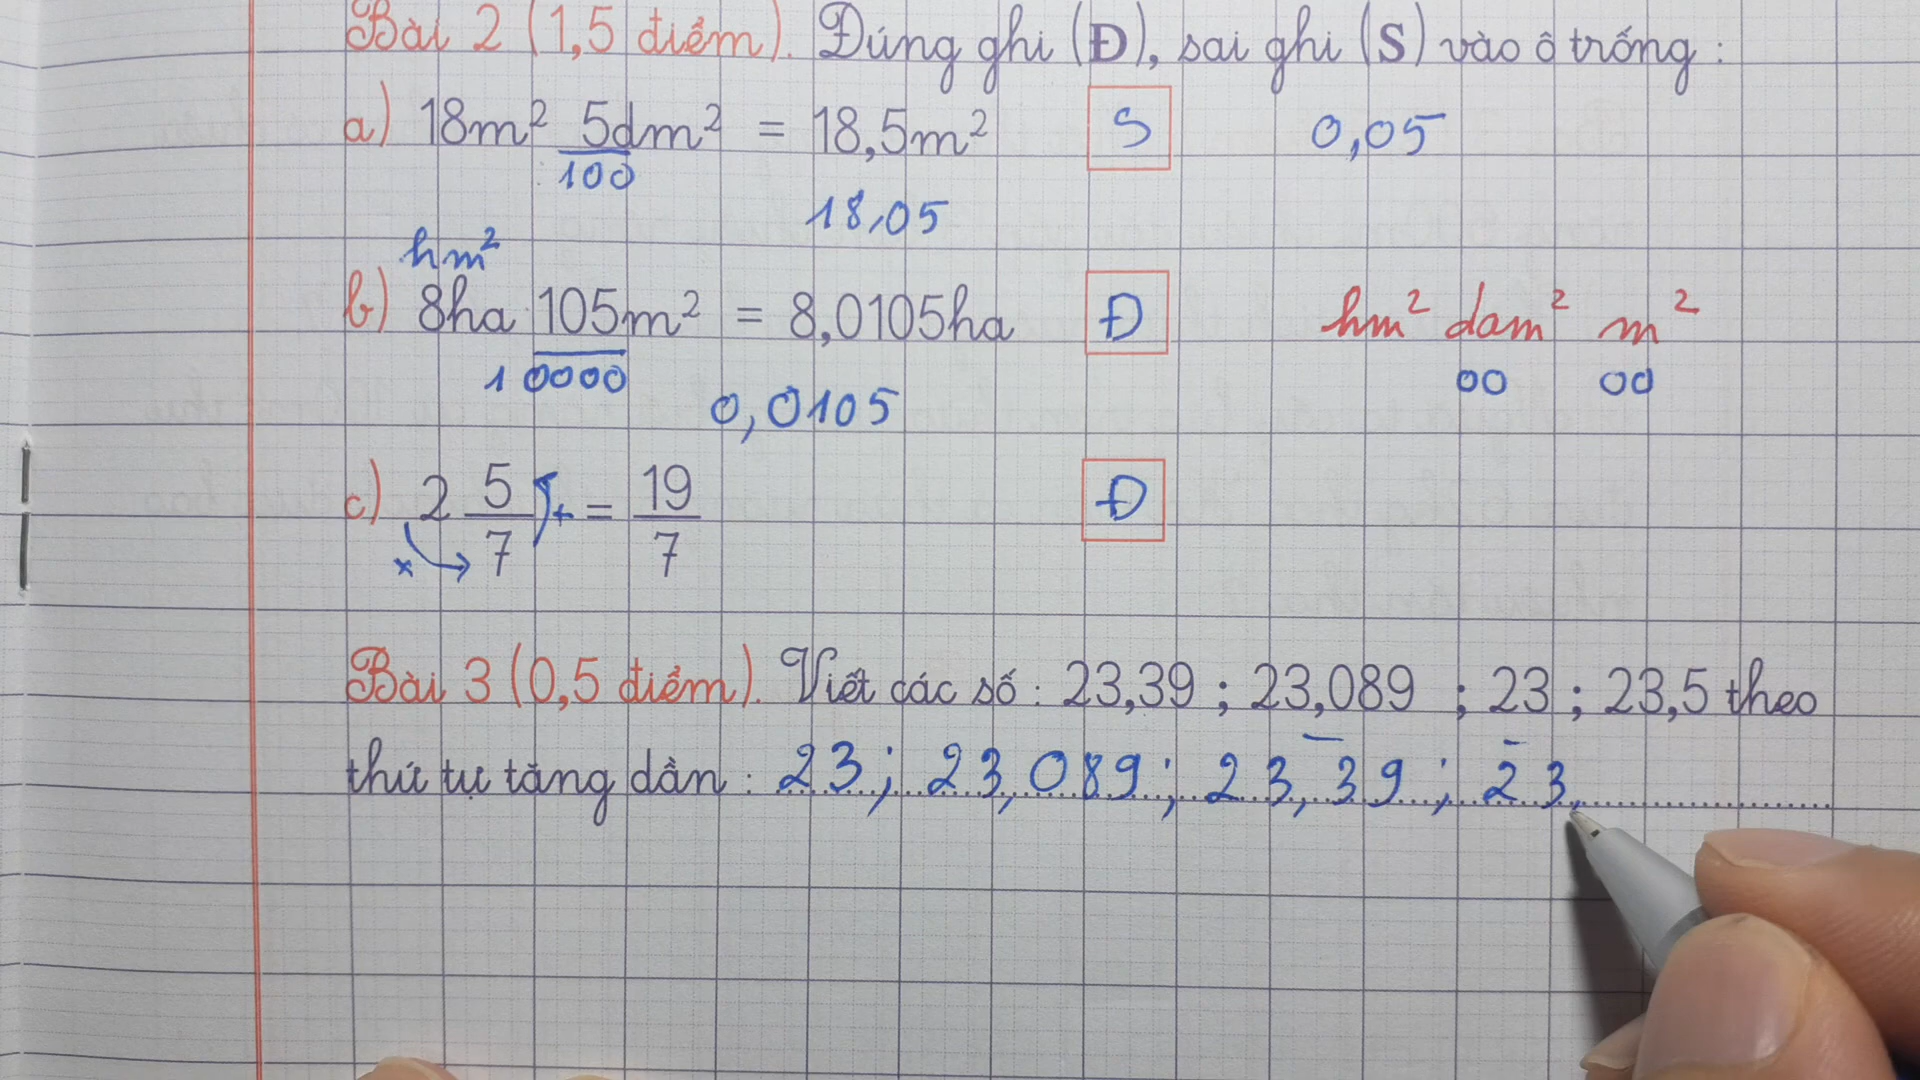 Bài 2 (1,5 điểm). Đúng ghi (Đ), sai ghi (S) vào ô trống :
a) 18m² 5dm² = 18,5m² S 0,05
100
18,05
hm²
b) 8ha 105m² = 8,0105ha Đ hm² dam² m²
10000 00 00
0,0105
c) 2 5/7 + = 19/7 Đ
×
Bài 3 (0,5 điểm). Viết các số : 23,39 ; 23,089 ; 23 ; 23,5 theo
thứ tự tăng dần : 23 ; 23,089 ; 23,39 ; 23,